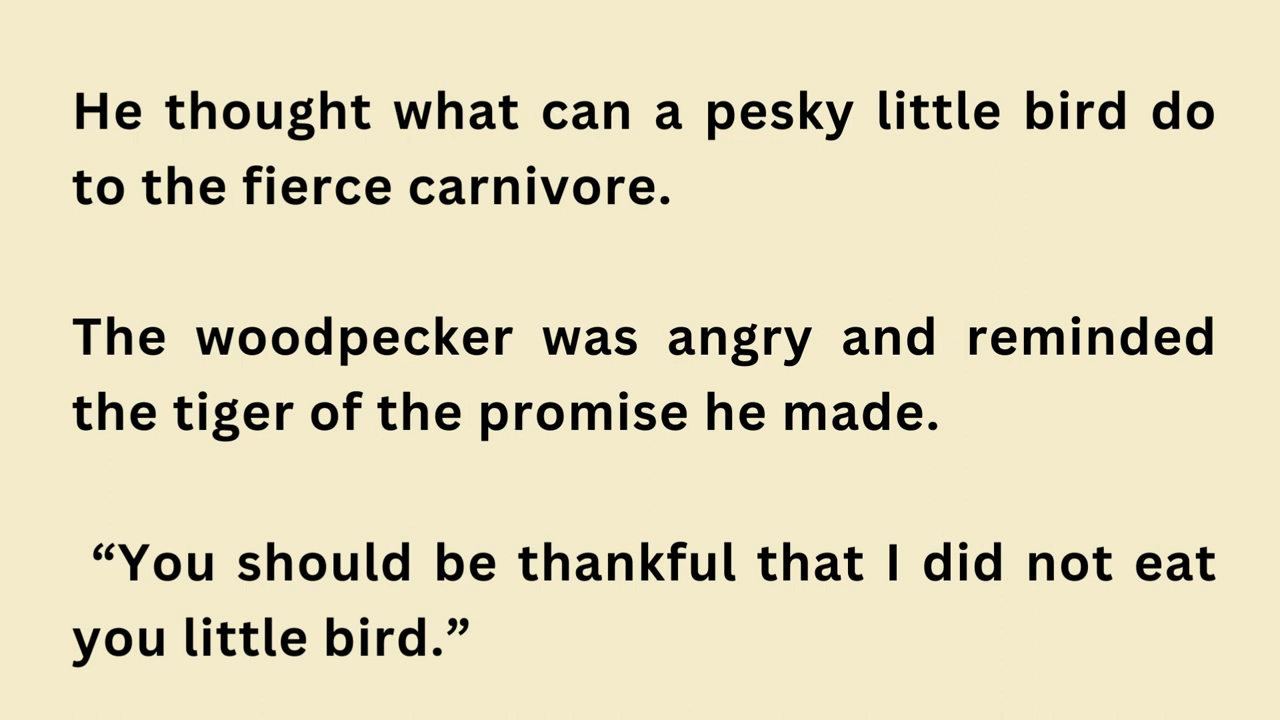 He thought what can a pesky little bird do
to the fierce carnivore.
The woodpecker was angry and reminded
the tiger of the promise he made.
“You should be thankful that I did not eat
you little bird.”